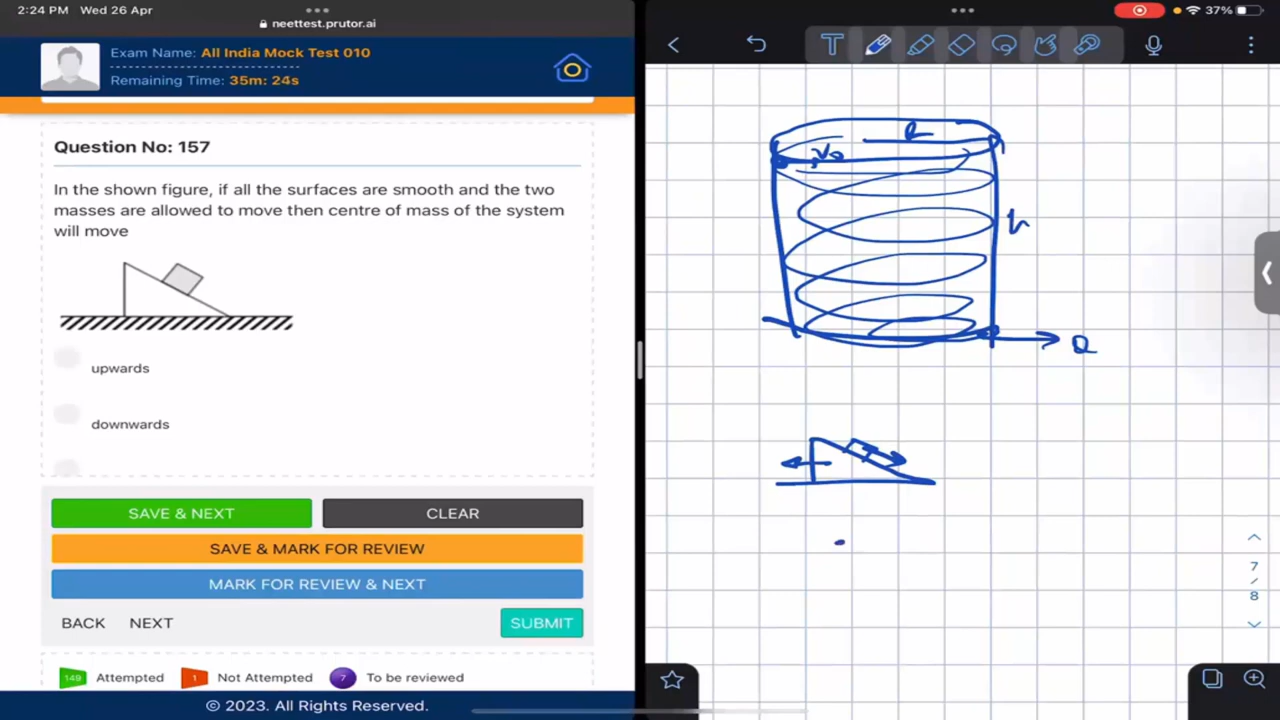 2:24 PM Wed 26 Apr
neettest.prutor.ai
37%
Exam Name: All India Mock Test 010
Remaining Time: 35m: 24s
Question No: 157
In the shown figure, if all the surfaces are smooth and the two
masses are allowed to move then centre of mass of the system
will move
upwards
downwards
SAVE & NEXT
CLEAR
SAVE & MARK FOR REVIEW
MARK FOR REVIEW & NEXT
BACK
NEXT
SUBMIT
149 Attempted
1 Not Attempted
7 To be reviewed
© 2023. All Rights Reserved.
T
V₀
h
7
/
8